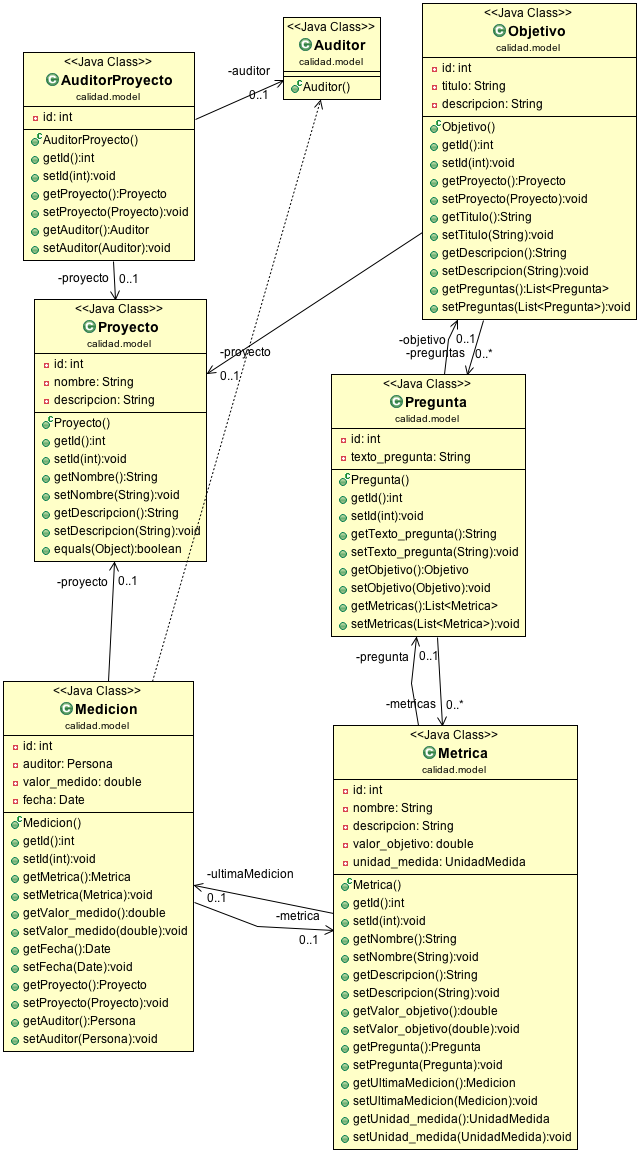 <<Java Class>>
AuditorProyecto
calidad.model
id: int
AuditorProyecto()
getId():int
setId(int):void
getProyecto():Proyecto
setProyecto(Proyecto):void
getAuditor():Auditor
setAuditor(Auditor):void
-auditor
0..1
<<Java Class>>
Auditor
calidad.model
Auditor()
<<Java Class>>
Objetivo
calidad.model
id: int
titulo: String
descripcion: String
Objetivo()
getId():int
setId(int):void
getProyecto():Proyecto
setProyecto(Proyecto):void
getTitulo():String
setTitulo(String):void
getDescripcion():String
setDescripcion(String):void
getPreguntas():List<Pregunta>
setPreguntas(List<Pregunta>):void
-proyecto
0..1
<<Java Class>>
Proyecto
calidad.model
id: int
nombre: String
descripcion: String
Proyecto()
getId():int
setId(int):void
getNombre():String
setNombre(String):void
getDescripcion():String
setDescripcion(String):void
equals(Object):boolean
-proyecto
0..1
-objetivo
0..1
-preguntas
0..*
<<Java Class>>
Pregunta
calidad.model
id: int
texto_pregunta: String
Pregunta()
getId():int
setId(int):void
getTexto_pregunta():String
setTexto_pregunta(String):void
getObjetivo():Objetivo
setObjetivo(Objetivo):void
getMetricas():List<Metrica>
setMetricas(List<Metrica>):void
-proyecto
0..1
-pregunta
0..1
-metricas
0..*
<<Java Class>>
Medicion
calidad.model
id: int
auditor: Persona
valor_medido: double
fecha: Date
Medicion()
getId():int
setId(int):void
getMetrica():Metrica
setMetrica(Metrica):void
getValor_medido():double
setValor_medido(double):void
getFecha():Date
setFecha(Date):void
getProyecto():Proyecto
setProyecto(Proyecto):void
getAuditor():Persona
setAuditor(Persona):void
-ultimaMedicion
0..1
-metrica
0..1
<<Java Class>>
Metrica
calidad.model
id: int
nombre: String
descripcion: String
valor_objetivo: double
unidad_medida: UnidadMedida
Metrica()
getId():int
setId(int):void
getNombre():String
setNombre(String):void
getDescripcion():String
setDescripcion(String):void
getValor_objetivo():double
setValor_objetivo(double):void
getPregunta():Pregunta
setPregunta(Pregunta):void
getUltimaMedicion():Medicion
setUltimaMedicion(Medicion):void
getUnidad_medida():UnidadMedida
setUnidad_medida(UnidadMedida):void